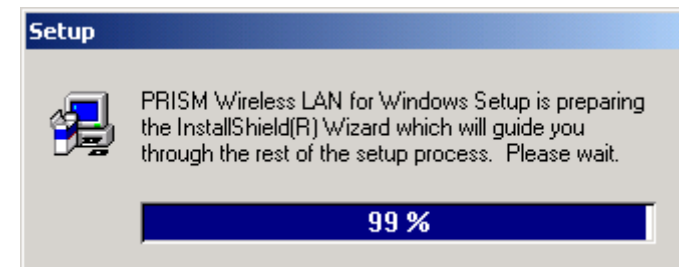 Setup
PRISM Wireless LAN for Windows Setup is preparing
the InstallShield(R) Wizard which will guide you
through the rest of the setup process.  Please wait.
99 %